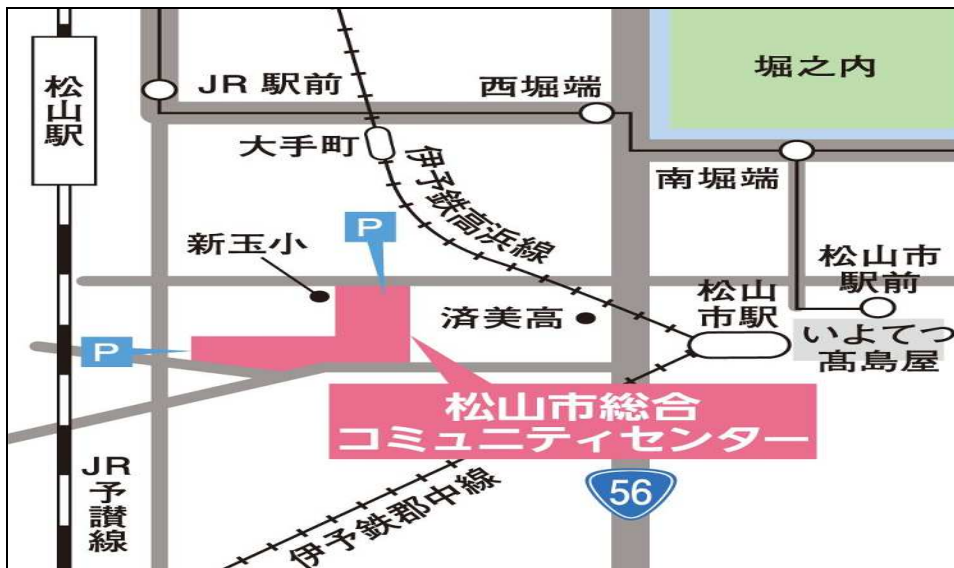 松山駅
JR 駅前
西堀端
堀之内
大手町
南堀端
伊予鉄高浜線
P
新玉小
松山市
駅前
松山
市駅
済美高
いよてつ
髙島屋
P
松山市総合
コミュニティセンター
JR
予讃線
伊予鉄郡中線
56